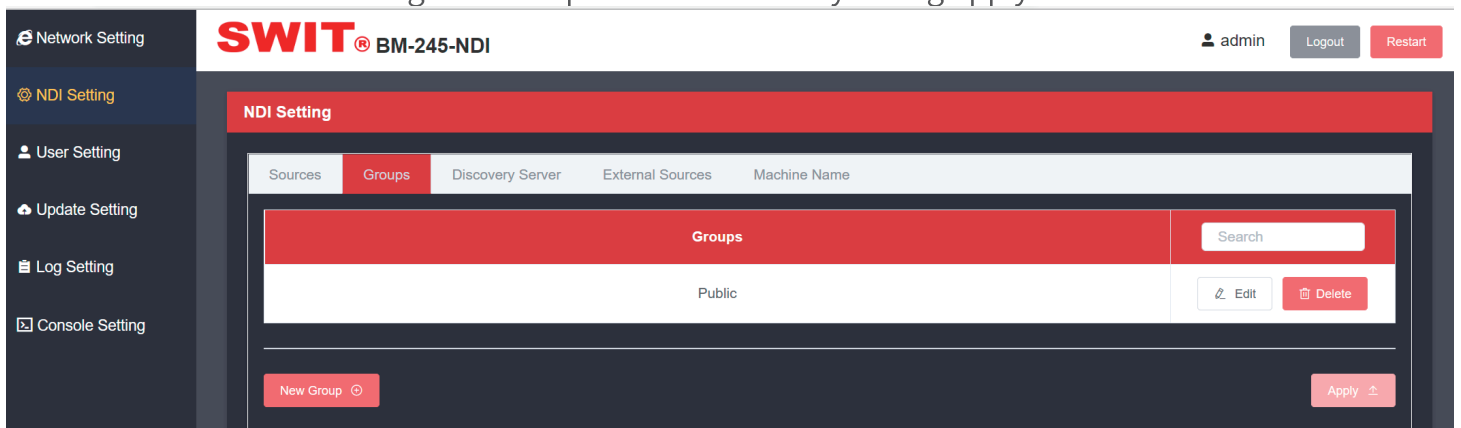 Network Setting
SWIT® BM-245-NDI
admin
Logout
Restart
NDI Setting
NDI Setting
User Setting
Sources Groups Discovery Server External Sources Machine Name
Update Setting
Groups
Search
Log Setting
Public
Edit
Delete
Console Setting
New Group
Apply